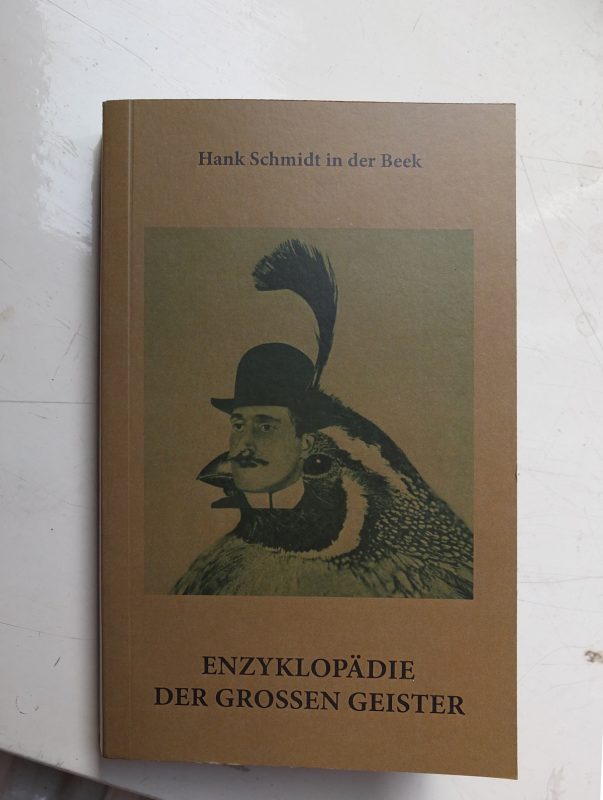 Hank Schmidt in der Beek
ENZYKLOPÄDIE
DER GROSSEN GEISTER